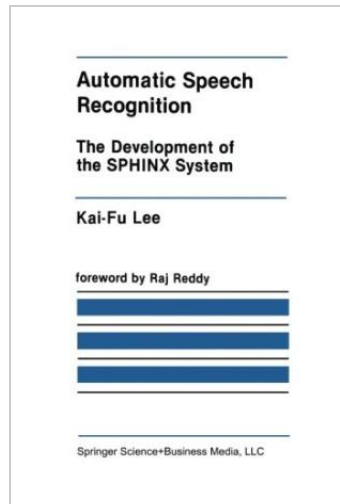 Automatic Speech
Recognition
The Development of
the SPHINX System
Kai-Fu Lee
foreword by Raj Reddy
Springer Science+Business Media, LLC